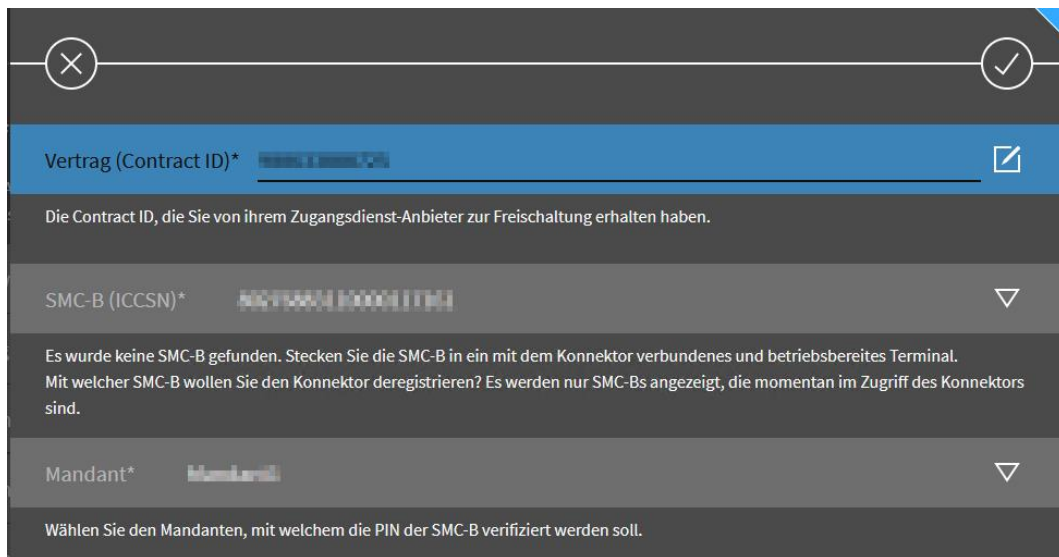 Vertrag (Contract ID)*
Die Contract ID, die Sie von ihrem Zugangsdienst-Anbieter zur Freischaltung erhalten haben.
SMC-B (ICCSN)*
Es wurde keine SMC-B gefunden. Stecken Sie die SMC-B in ein mit dem Konnektor verbundenes und betriebsbereites Terminal.
Mit welcher SMC-B wollen Sie den Konnektor deregistrieren? Es werden nur SMC-Bs angezeigt, die momentan im Zugriff des Konnektors
sind.
Mandant*
Wählen Sie den Mandanten, mit welchem die PIN der SMC-B verifiziert werden soll.